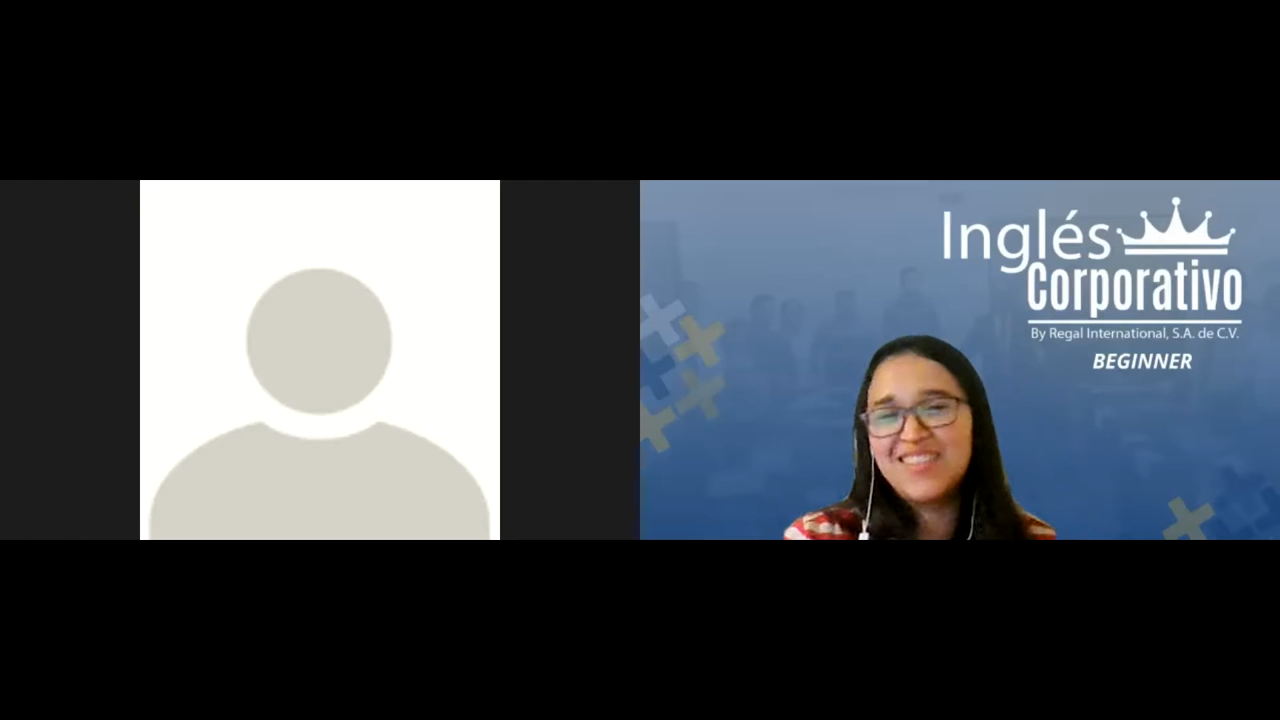 Inglés
Corporativo
By Regal International, S.A. de C.V.
BEGINNER